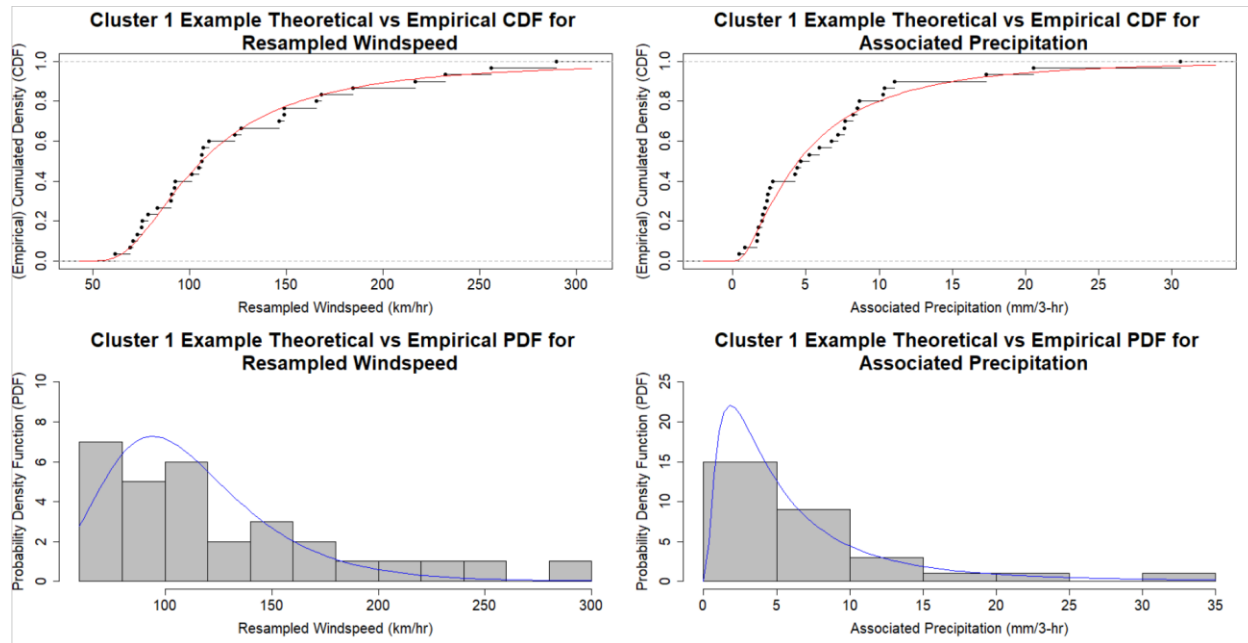 Cluster 1 Example Theoretical vs Empirical CDF for
Resampled Windspeed
(Empirical) Cumulated Density (CDF)
1.0
0.8
0.6
0.4
0.2
0.0
50 100 150 200 250 300
Resampled Windspeed (km/hr)
Cluster 1 Example Theoretical vs Empirical CDF for
Associated Precipitation
(Empirical) Cumulated Density (CDF)
1.0
0.8
0.6
0.4
0.2
0.0
0 5 10 15 20 25 30
Associated Precipitation (mm/3-hr)
Cluster 1 Example Theoretical vs Empirical PDF for
Resampled Windspeed
Probability Density Function (PDF)
10
8
6
4
2
0
100 150 200 250 300
Resampled Windspeed (km/hr)
Cluster 1 Example Theoretical vs Empirical PDF for
Associated Precipitation
Probability Density Function (PDF)
25
20
15
10
5
0
0 5 10 15 20 25 30 35
Associated Precipitation (mm/3-hr)